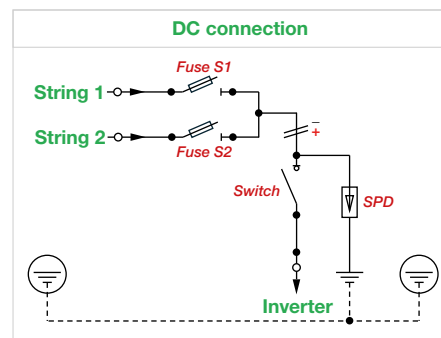 DC connection
Fuse S1
String 1
String 2
Fuse S2
−
+
Switch
SPD
Inverter